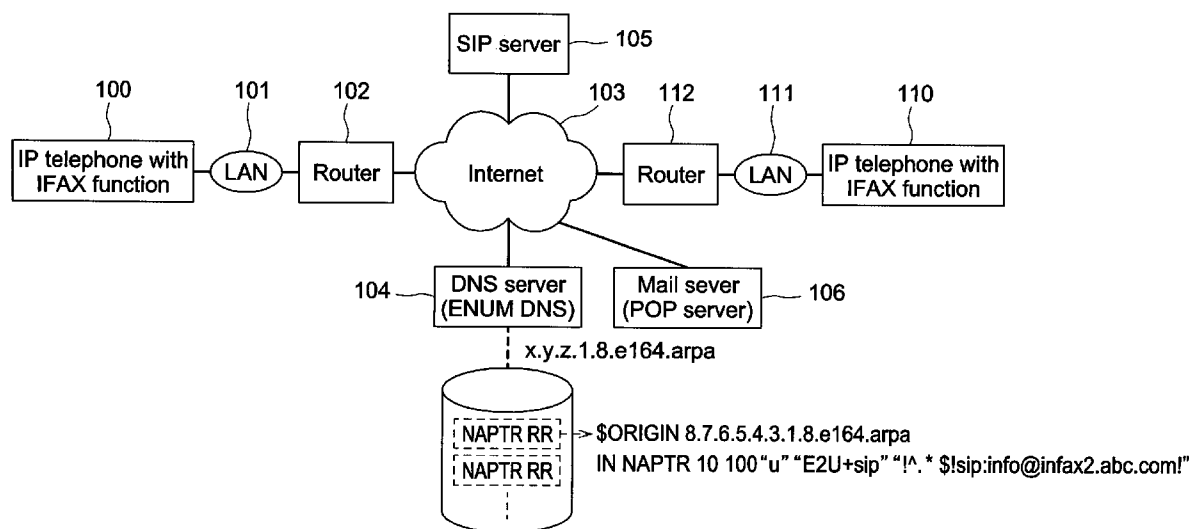 SIP server
105
100
101
102
103
112
111
110
IP telephone with
IFAX function
LAN
Router
Internet
Router
LAN
IP telephone with
IFAX function
104
DNS server
(ENUM DNS)
Mail sever
(POP server)
106
x.y.z.1.8.e164.arpa
NAPTR RR
$ORIGIN 8.7.6.5.4.3.1.8.e164.arpa
NAPTR RR
IN NAPTR 10 100 “u” “E2U+sip” “!^. * $!sip:info@infax2.abc.com!”